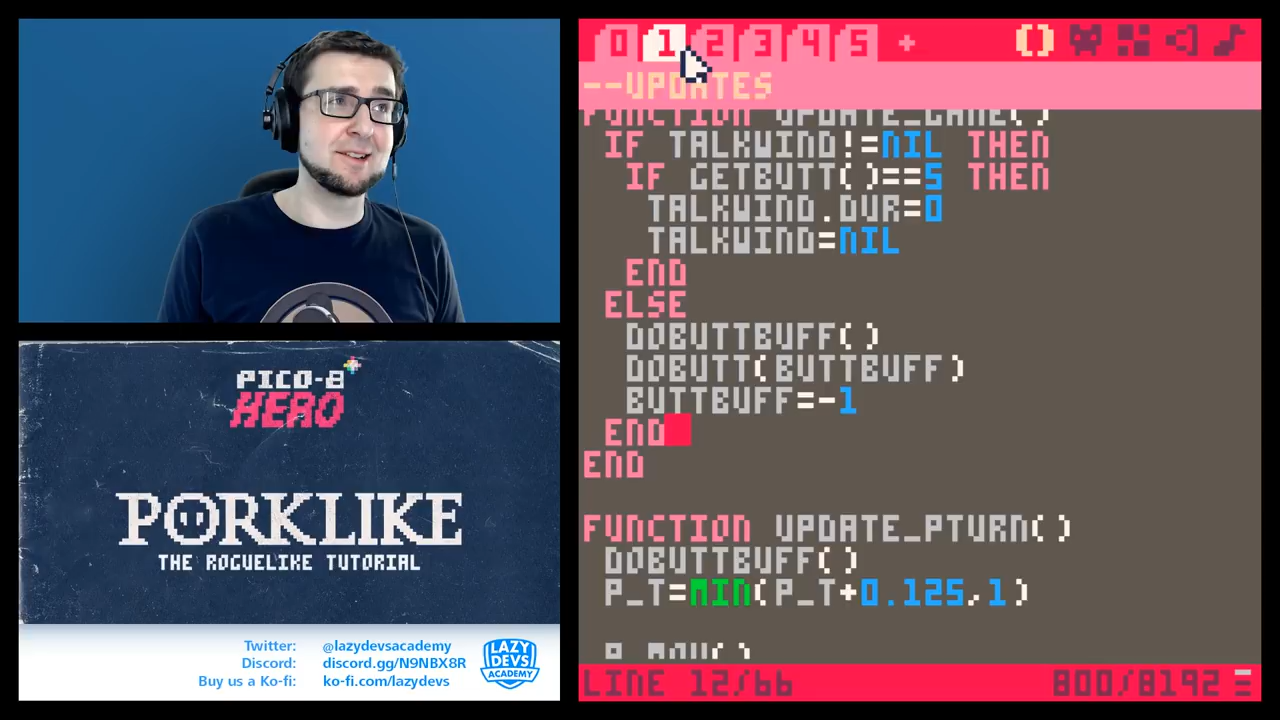 PICO-8
HERO
PORKLIKE
THE ROGUELIKE TUTORIAL
Twitter: @lazydevsacademy
Discord: discord.gg/N9NBX8R
Buy us a Ko-fi: ko-fi.com/lazydevs
LAZY
DEVS
ACADEMY
0 1 2 3 4 5 +
--UPDATES
FUNCTION UPDATE_GAME()
IF TALKWIND!=NIL THEN
IF GETBUTT()==5 THEN
TALKWIND.DUR=0
TALKWIND=NIL
END
ELSE
DOBUTTBUFF()
DOBUTT(BUTTBUFF)
BUTTBUFF=-1
END
END
FUNCTION UPDATE_PTURN()
DOBUTTBUFF()
P_T=MIN(P_T+0.125,1)
P_MOV()
LINE 12/66
800/8192